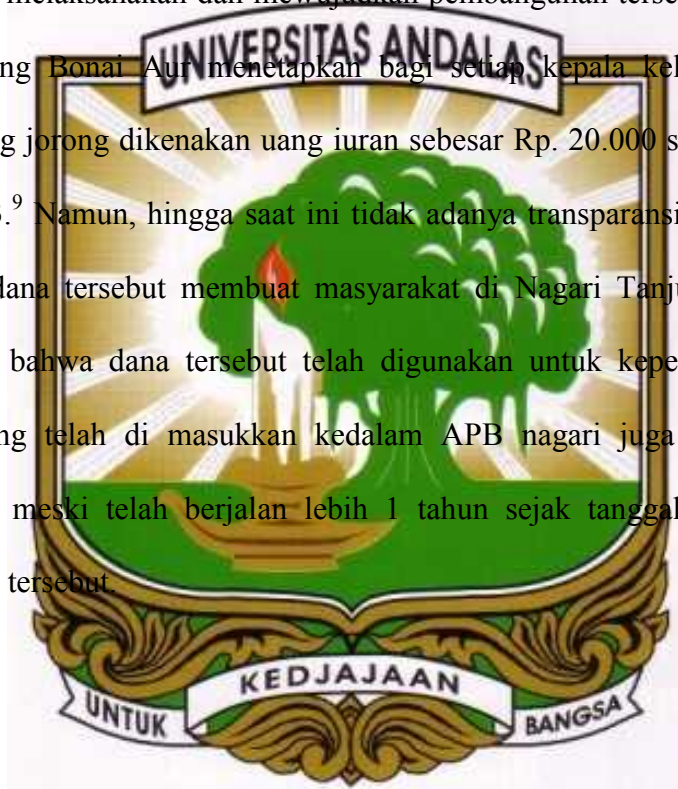 melaksanakan dan mewujudkan pembangunan terse
UNIVERSITAS ANDALAS
ng Bonai Aur menetapkan bagi setiap kepala kel
g jorong dikenakan uang iuran sebesar Rp. 20.000 s
.⁹ Namun, hingga saat ini tidak adanya transparansi
dana tersebut membuat masyarakat di Nagari Tanju
bahwa dana tersebut telah digunakan untuk kepe
ng telah di masukkan kedalam APB nagari juga
meski telah berjalan lebih 1 tahun sejak tanggal
tersebut.
UNTUK KEDJAJAAN BANGSA